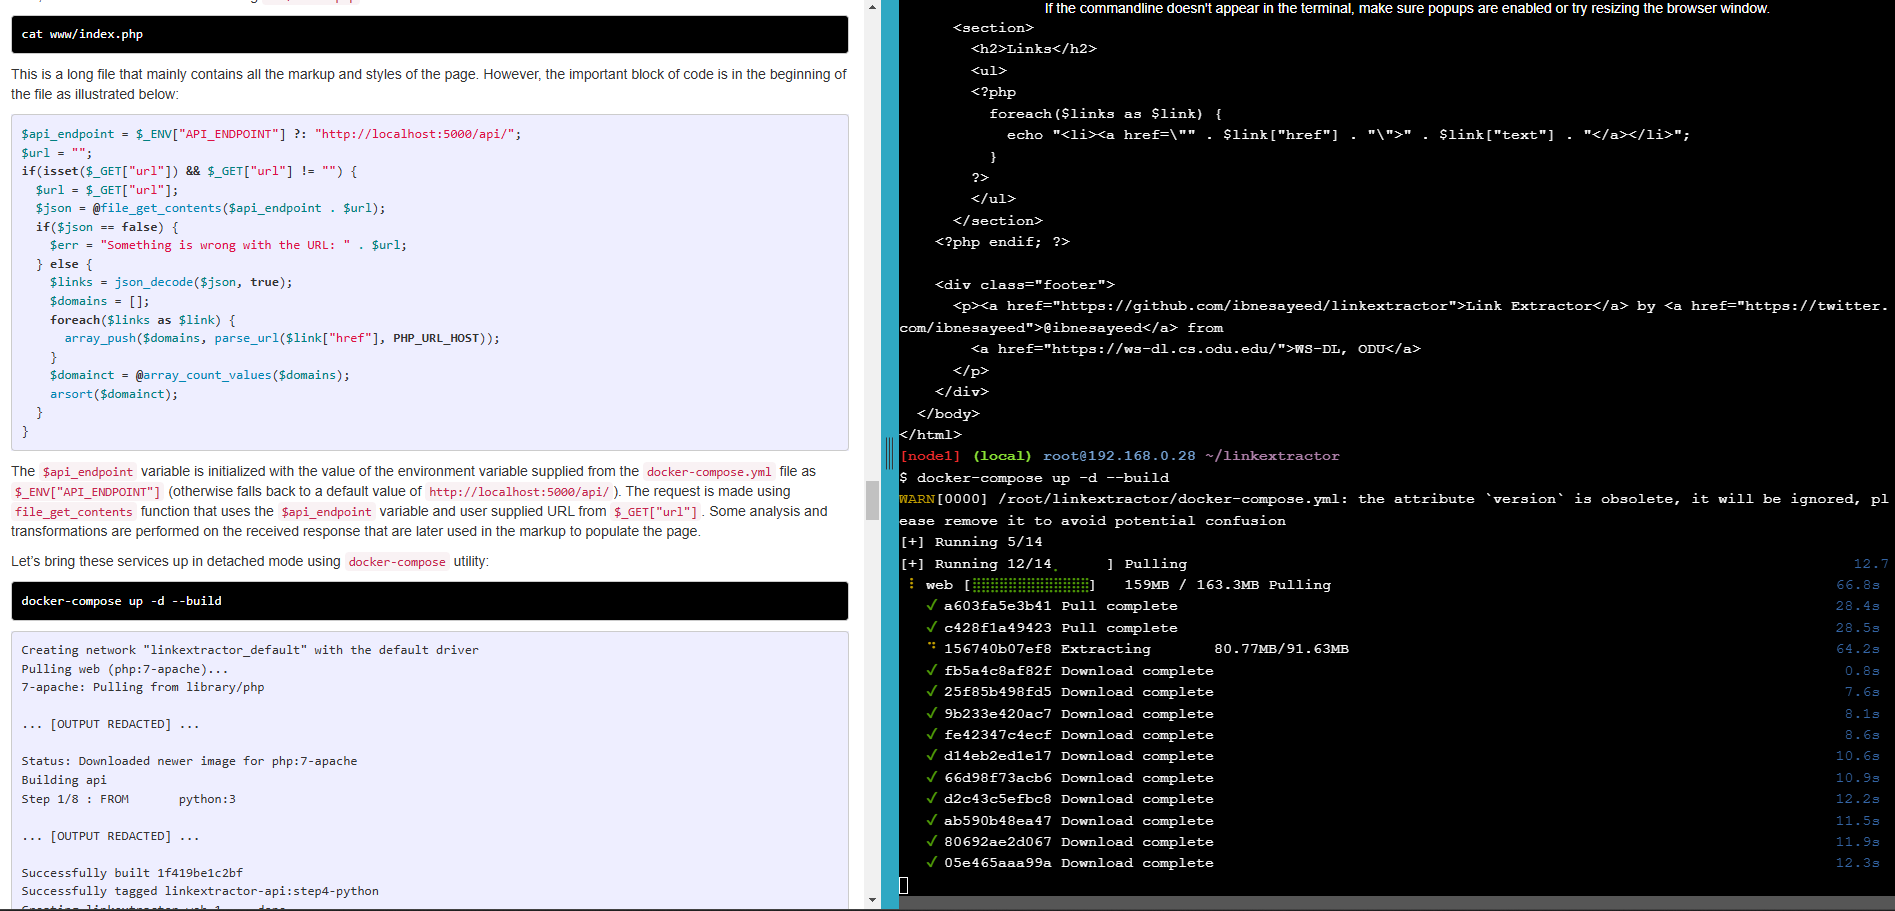 cat www/index.php
This is a long file that mainly contains all the markup and styles of the page. However, the important block of code is in the beginning of
the file as illustrated below:
$api_endpoint = $_ENV["API_ENDPOINT"] ?: "http://localhost:5000/api/";
$url = "";
if(isset($_GET["url"]) && $_GET["url"] != "") {
  $url = $_GET["url"];
  $json = @file_get_contents($api_endpoint . $url);
  if($json == false) {
    $err = "Something is wrong with the URL: " . $url;
  } else {
    $links = json_decode($json, true);
    $domains = [];
    foreach($links as $link) {
      array_push($domains, parse_url($link["href"], PHP_URL_HOST));
    }
    $domainct = @array_count_values($domains);
    arsort($domainct);
  }
}
The $api_endpoint variable is initialized with the value of the environment variable supplied from the docker-compose.yml file as
$_ENV["API_ENDPOINT"] (otherwise falls back to a default value of http://localhost:5000/api/ ). The request is made using
file_get_contents function that uses the $api_endpoint variable and user supplied URL from $_GET["url"] . Some analysis and
transformations are performed on the received response that are later used in the markup to populate the page.
Let's bring these services up in detached mode using docker-compose utility:
docker-compose up -d --build
Creating network "linkextractor_default" with the default driver
Pulling web (php:7-apache)...
7-apache: Pulling from library/php
... [OUTPUT REDACTED] ...
Status: Downloaded newer image for php:7-apache
Building api
Step 1/8 : FROM       python:3
... [OUTPUT REDACTED] ...
Successfully built 1f419be1c2bf
Successfully tagged linkextractor-api:step4-python
If the commandline doesn't appear in the terminal, make sure popups are enabled or try resizing the browser window.
<section>
<h2>Links</h2>
<ul>
<?php
foreach($links as $link) {
echo "<li><a href=\"" . $link["href"] . "\">" . $link["text"] . "</a></li>";
}
?>
</ul>
</section>
<?php endif; ?>
<div class="footer">
<p><a href="https://github.com/ibnesayeed/linkextractor">Link Extractor</a> by <a href="https://twitter.
com/ibnesayeed">@ibnesayeed</a> from
<a href="https://ws-dl.cs.odu.edu/">WS-DL, ODU</a>
</p>
</div>
</body>
</html>
[node1] (local) root@192.168.0.28 ~/linkextractor
$ docker-compose up -d --build
WARN[0000] /root/linkextractor/docker-compose.yml: the attribute `version` is obsolete, it will be ignored, pl
ease remove it to avoid potential confusion
[+] Running 5/14
[+] Running 12/14 ] Pulling 12.7
web [⣿⣿⣿⣿⣿⣿⣿⣿⣿⣿⣿⣿⣿] 159MB / 163.3MB Pulling 66.8s
✓ a603fa5e3b41 Pull complete 28.4s
✓ c428f1a49423 Pull complete 28.5s
156740b07ef8 Extracting 80.77MB/91.63MB 64.2s
✓ fb5a4c8af82f Download complete 0.8s
✓ 25f85b498fd5 Download complete 7.6s
✓ 9b233e420ac7 Download complete 8.1s
✓ fe42347c4ecf Download complete 8.6s
✓ d14eb2ed1e17 Download complete 10.6s
✓ 66d98f73acb6 Download complete 10.9s
✓ d2c43c5efbc8 Download complete 12.2s
✓ ab590b48ea47 Download complete 11.5s
✓ 80692ae2d067 Download complete 11.9s
✓ 05e465aaa99a Download complete 12.3s